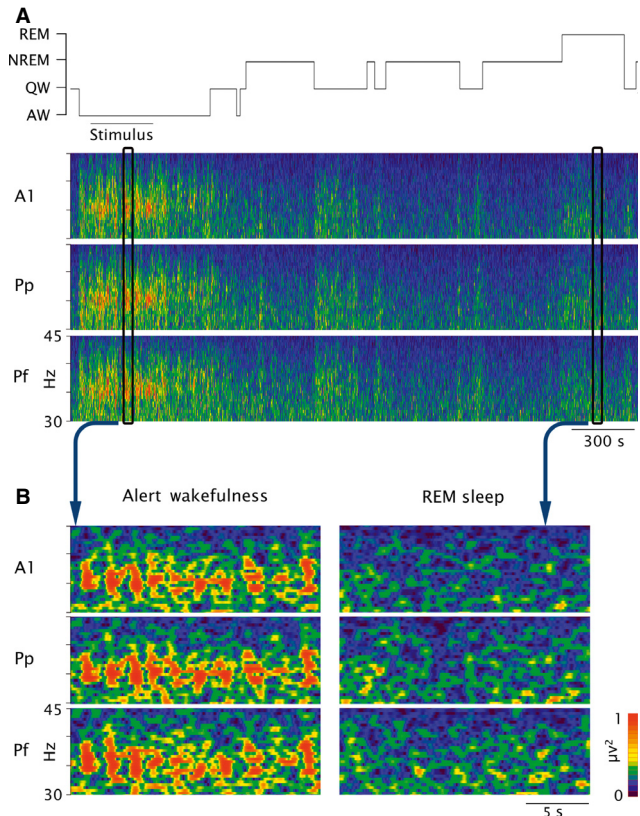 A
REM
NREM
QW
AW
Stimulus
A1
Pp
45
Pf
Hz
30
300 s
B
Alert wakefulness
REM sleep
A1
Pp
45
Pf
Hz
30
1
μv²
0
5 s